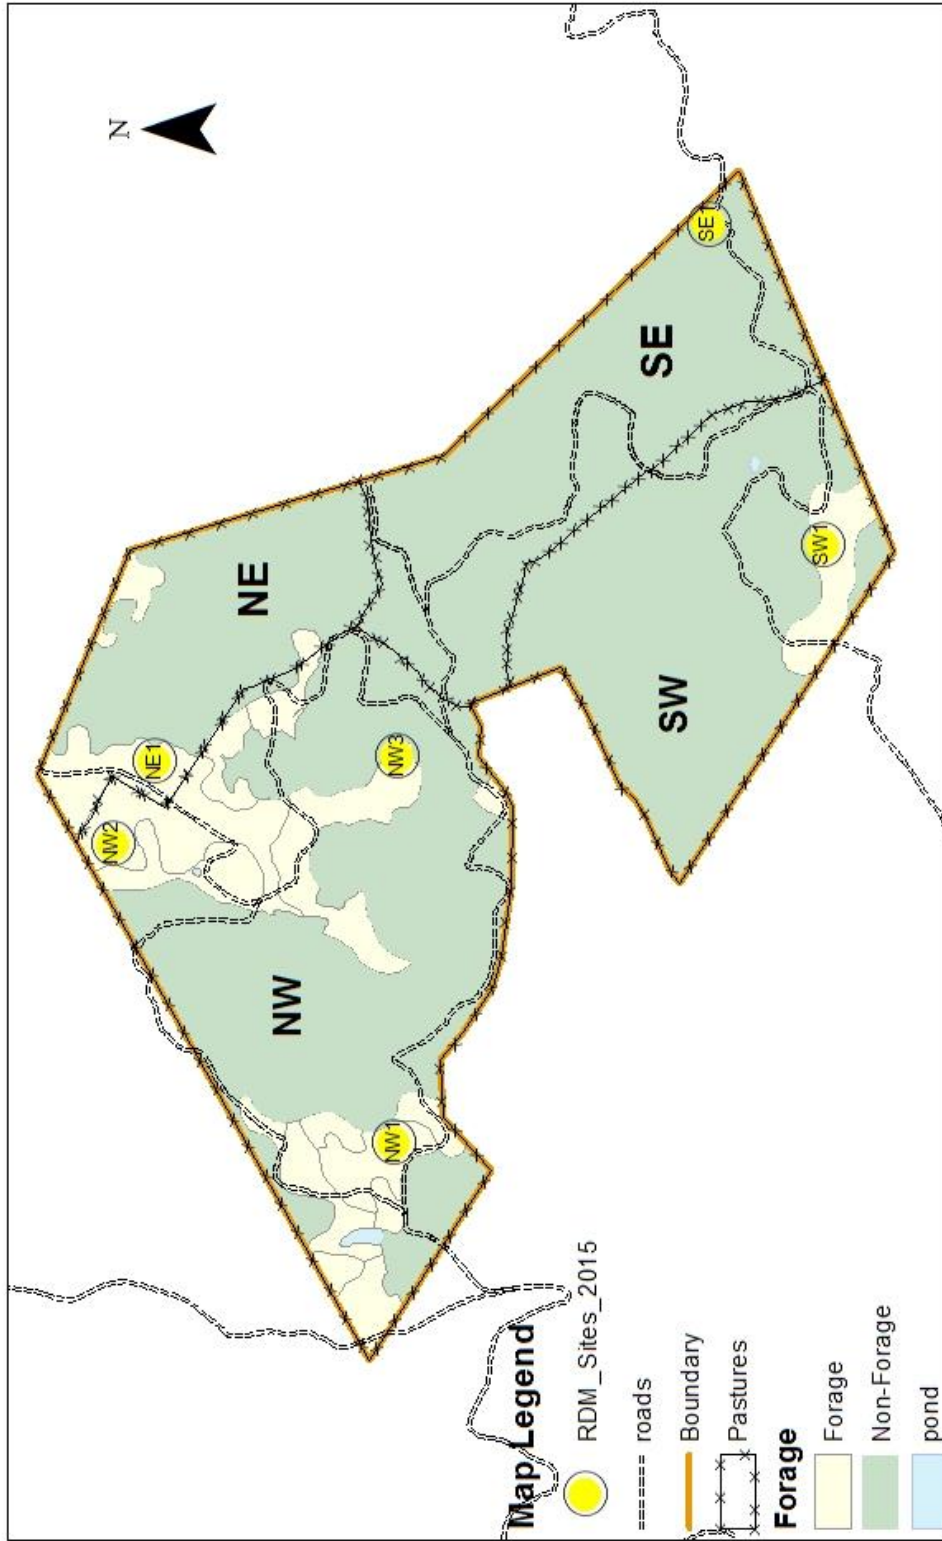 N
NE
NE1
NW2
NW
NW3
NW1
SE
SE1
SW
SW1
Map Legend
RDM_Sites_2015
roads
Boundary
Pastures
Forage
Forage
Non-Forage
pond